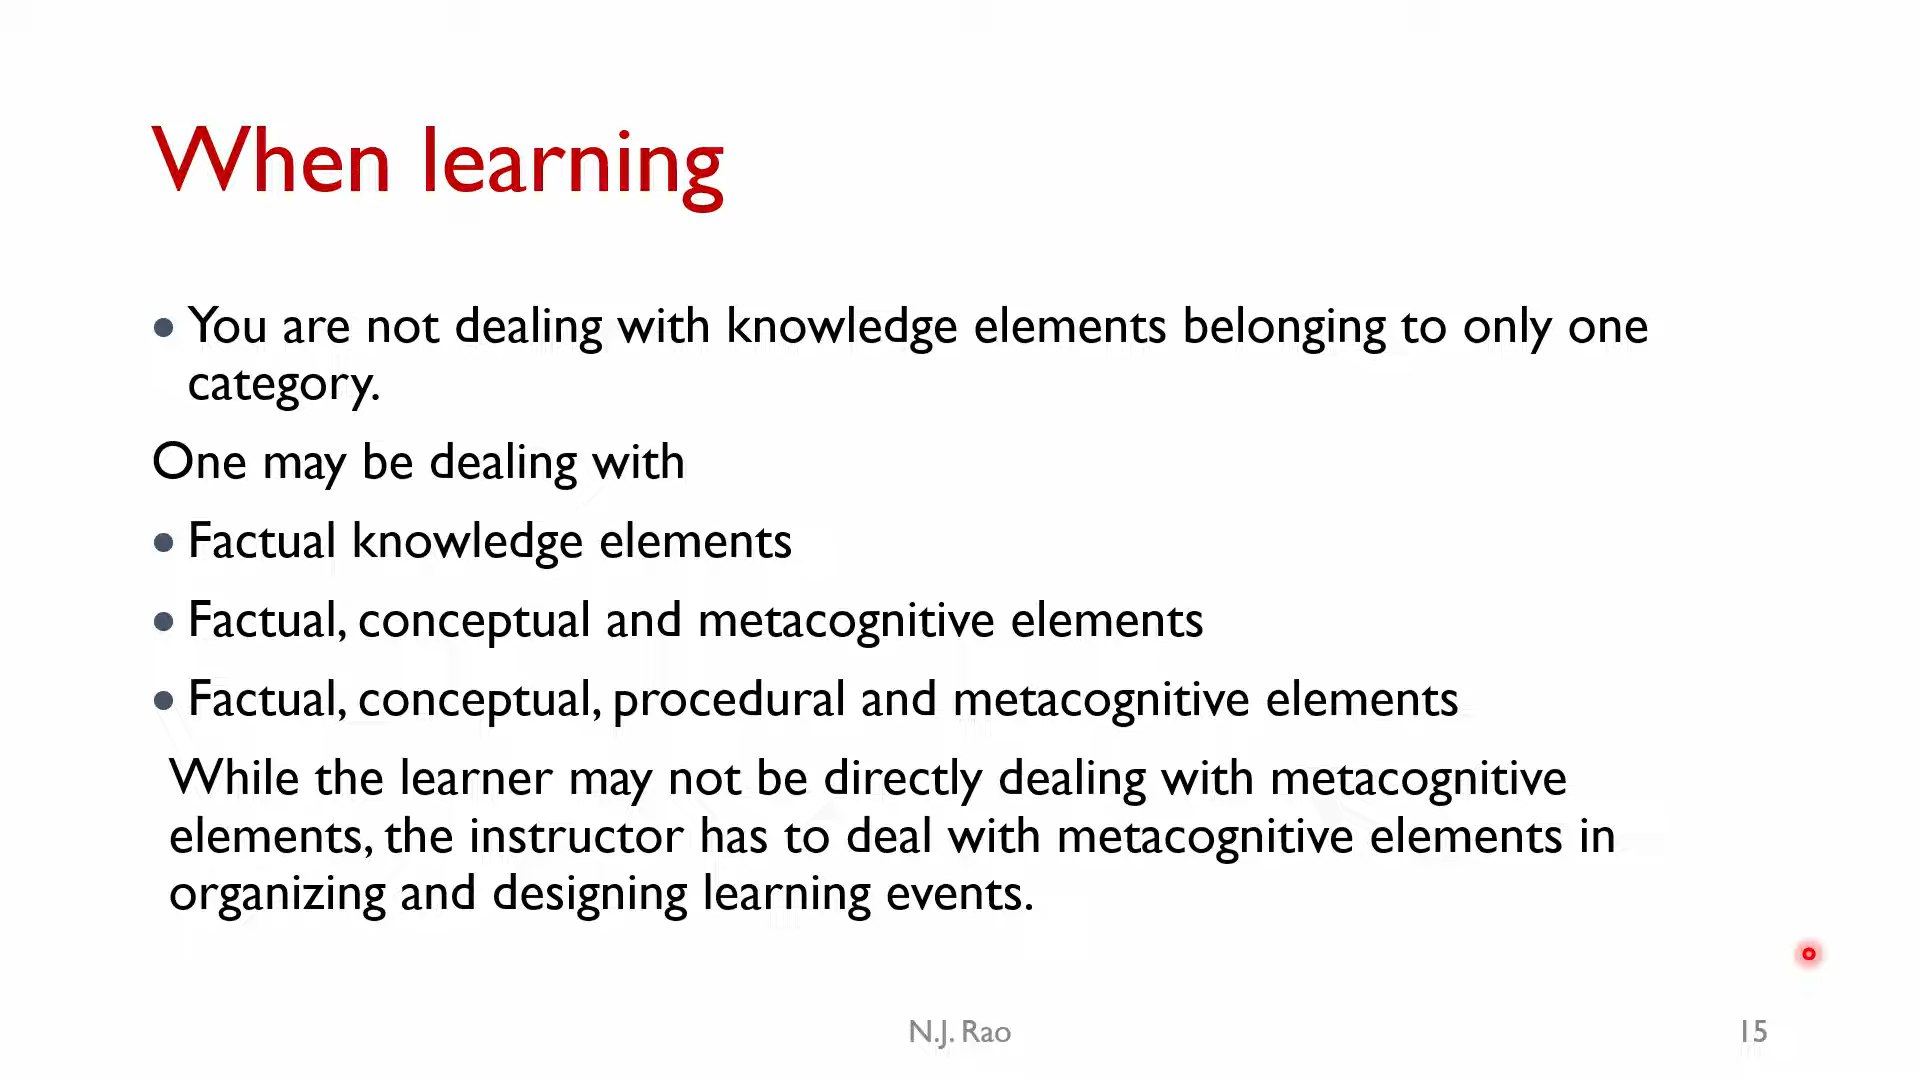 When learning
• You are not dealing with knowledge elements belonging to only one
category.
One may be dealing with
• Factual knowledge elements
• Factual, conceptual and metacognitive elements
• Factual, conceptual, procedural and metacognitive elements
While the learner may not be directly dealing with metacognitive
elements, the instructor has to deal with metacognitive elements in
organizing and designing learning events.
N.J. Rao
15